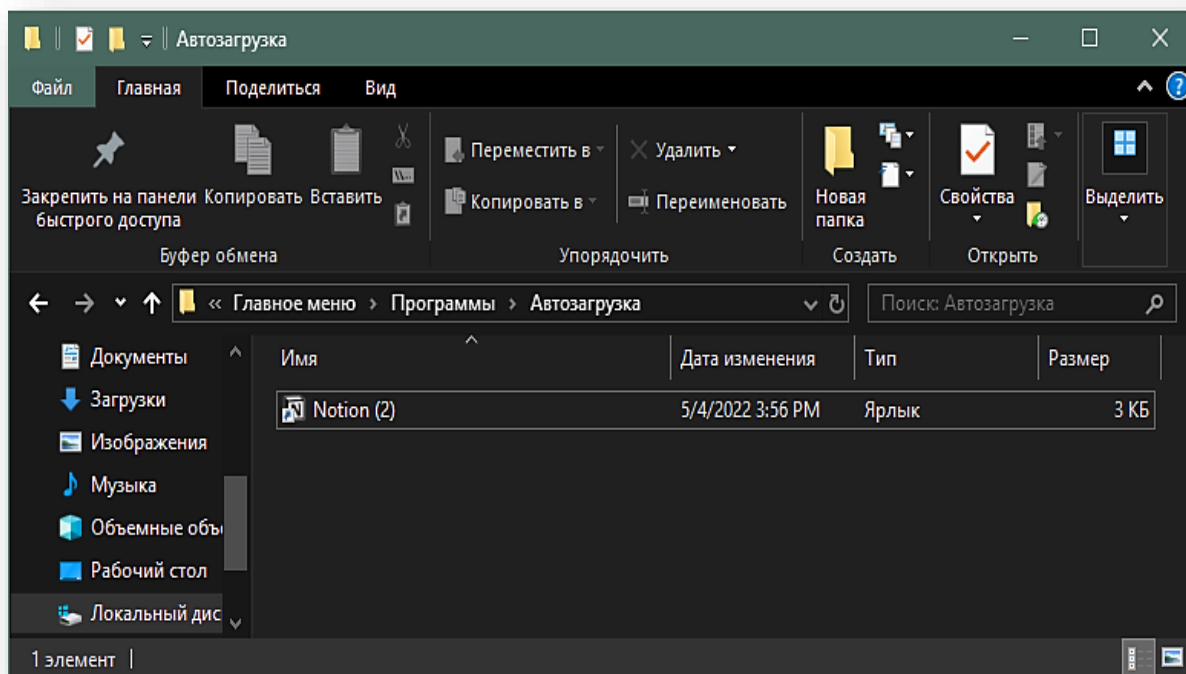 Автозагрузка
Файл Главная Поделиться Вид
Закрепить на панели быстрого доступа
Копировать
Вставить
W...
Переместить в
Копировать в
Удалить
Переименовать
Новая папка
Свойства
Выделить
Буфер обмена Упорядочить Создать Открыть
« Главное меню > Программы > Автозагрузка
Поиск: Автозагрузка
Документы
Загрузки
Изображения
Музыка
Объемные объ
Рабочий стол
Локальный дис
Имя Дата изменения Тип Размер
Notion (2) 5/4/2022 3:56 PM Ярлык 3 КБ
1 элемент